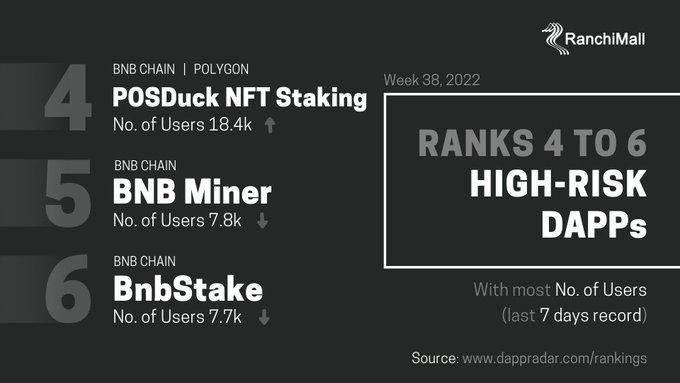 RanchiMall
4
BNB CHAIN | POLYGON
POSDuck NFT Staking
No. of Users 18.4k
5
BNB CHAIN
BNB Miner
No. of Users 7.8k
6
BNB CHAIN
BnbStake
No. of Users 7.7k
Week 38, 2022
RANKS 4 TO 6
HIGH-RISK
DAPPs
With most No. of Users
(last 7 days record)
Source: www.dappradar.com/rankings